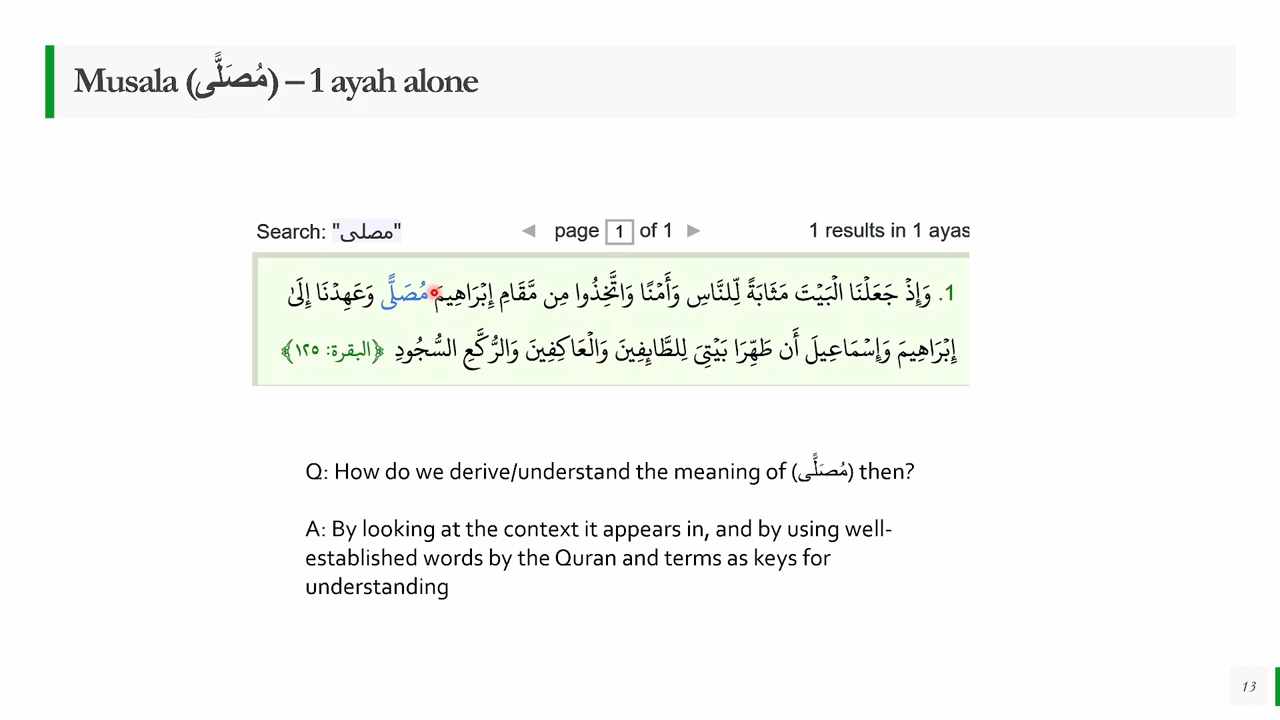 Musala (مُصَلًّى) – 1 ayah alone
Search: "مصلى" ◄ page 1 of 1 ► 1 results in 1 ayas
1. وَإِذْ جَعَلْنَا الْبَيْتَ مَثَابَةً لِّلنَّاسِ وَأَمْنًا وَاتَّخِذُوا مِن مَّقَامِ إِبْرَاهِيمَ مُصَلًّى وَعَهِدْنَا إِلَىٰ
إِبْرَاهِيمَ وَإِسْمَاعِيلَ أَن طَهِّرَا بَيْتِيَ لِلطَّائِفِينَ وَالْعَاكِفِينَ وَالرُّكَّعِ السُّجُودِ ﴿البقرة: ١٢٥﴾
Q: How do we derive/understand the meaning of (مُصَلًّى) then?
A: By looking at the context it appears in, and by using well-
established words by the Quran and terms as keys for
understanding
13